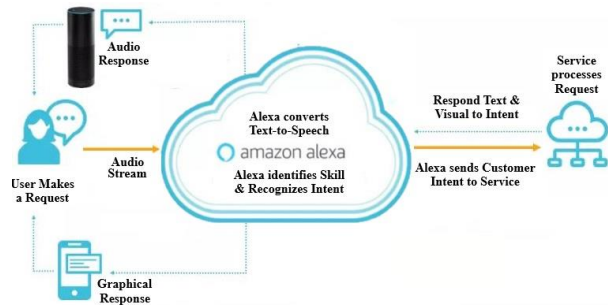 Audio
Response
Service
processes
Request
Alexa converts
Text-to-Speech
amazon alexa
Alexa identifies Skill
& Recognizes Intent
Respond Text &
Visual to Intent
Audio
Stream
Alexa sends Customer
Intent to Service
User Makes
a Request
Graphical
Response